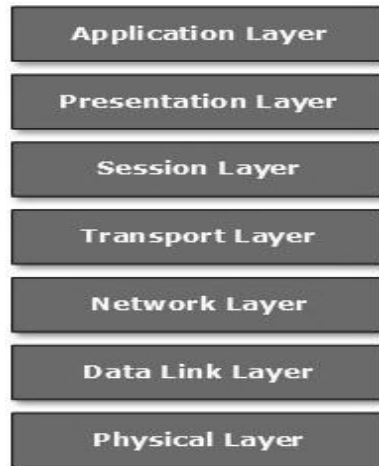 Application Layer
Presentation Layer
Session Layer
Transport Layer
Network Layer
Data Link Layer
Physical Layer